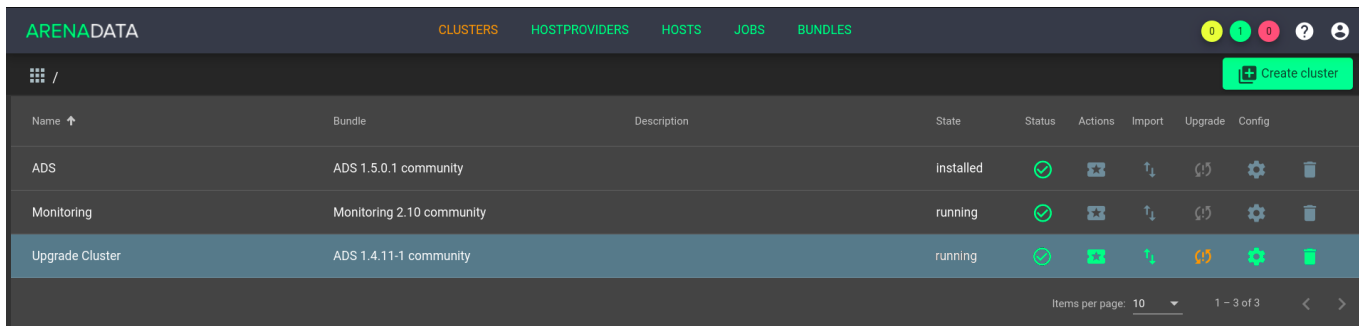 ARENADATA CLUSTERS HOSTPROVIDERS HOSTS JOBS BUNDLES 0 1 0 ?
/ Create cluster
Name Bundle Description State Status Actions Import Upgrade Config
ADS ADS 1.5.0.1 community installed
Monitoring Monitoring 2.10 community running
Upgrade Cluster ADS 1.4.11-1 community running
Items per page: 10 1 – 3 of 3